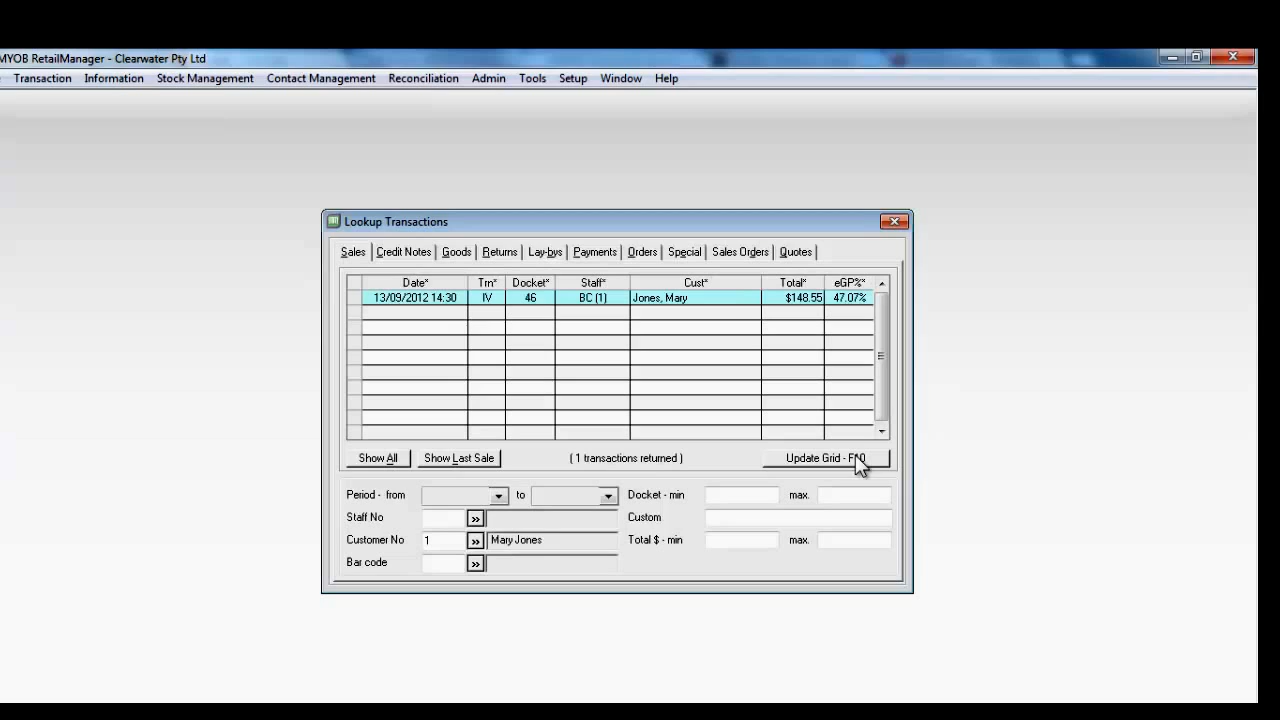 MYOB RetailManager - Clearwater Pty Ltd
Transaction Information Stock Management Contact Management Reconciliation Admin Tools Setup Window Help
Lookup Transactions
Sales Credit Notes Goods Returns Lay-bys Payments Orders Special Sales Orders Quotes
Date* Trn* Docket* Staff* Cust* Total* eGP%*
13/09/2012 14:30 IV 46 BC (1) Jones, Mary $148.55 47.07%
Show All Show Last Sale ( 1 transactions returned ) Update Grid - F10
Period - from to Docket - min max.
Staff No » Custom
Customer No 1 » Mary Jones Total $ - min max.
Bar code »